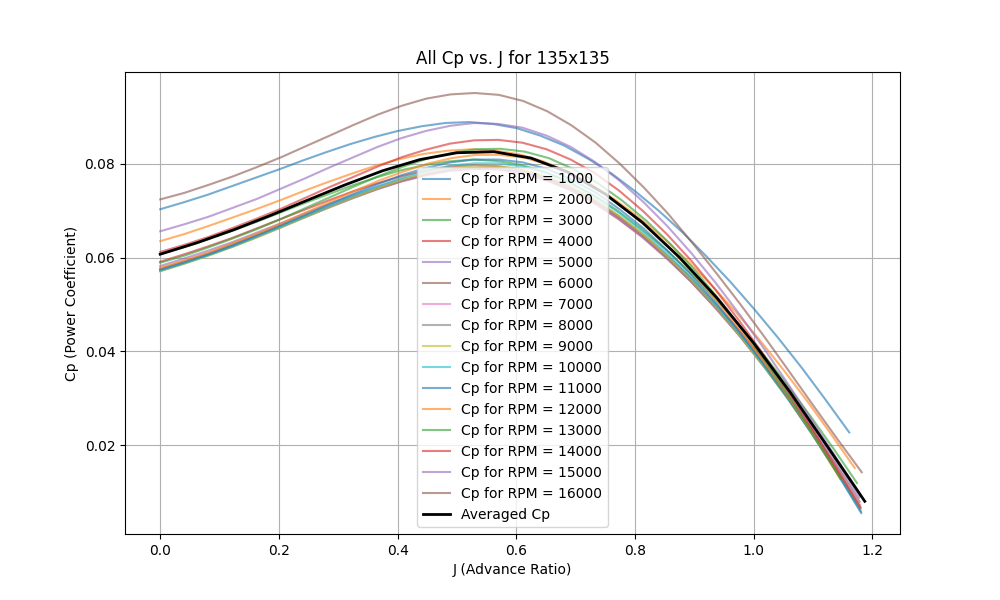 All Cp vs. J for 135x135
Cp (Power Coefficient)
0.08
0.06
0.04
0.02
Cp for RPM = 1000
Cp for RPM = 2000
Cp for RPM = 3000
Cp for RPM = 4000
Cp for RPM = 5000
Cp for RPM = 6000
Cp for RPM = 7000
Cp for RPM = 8000
Cp for RPM = 9000
Cp for RPM = 10000
Cp for RPM = 11000
Cp for RPM = 12000
Cp for RPM = 13000
Cp for RPM = 14000
Cp for RPM = 15000
Cp for RPM = 16000
Averaged Cp
0.0 0.2 0.4 0.6 0.8 1.0 1.2
J (Advance Ratio)